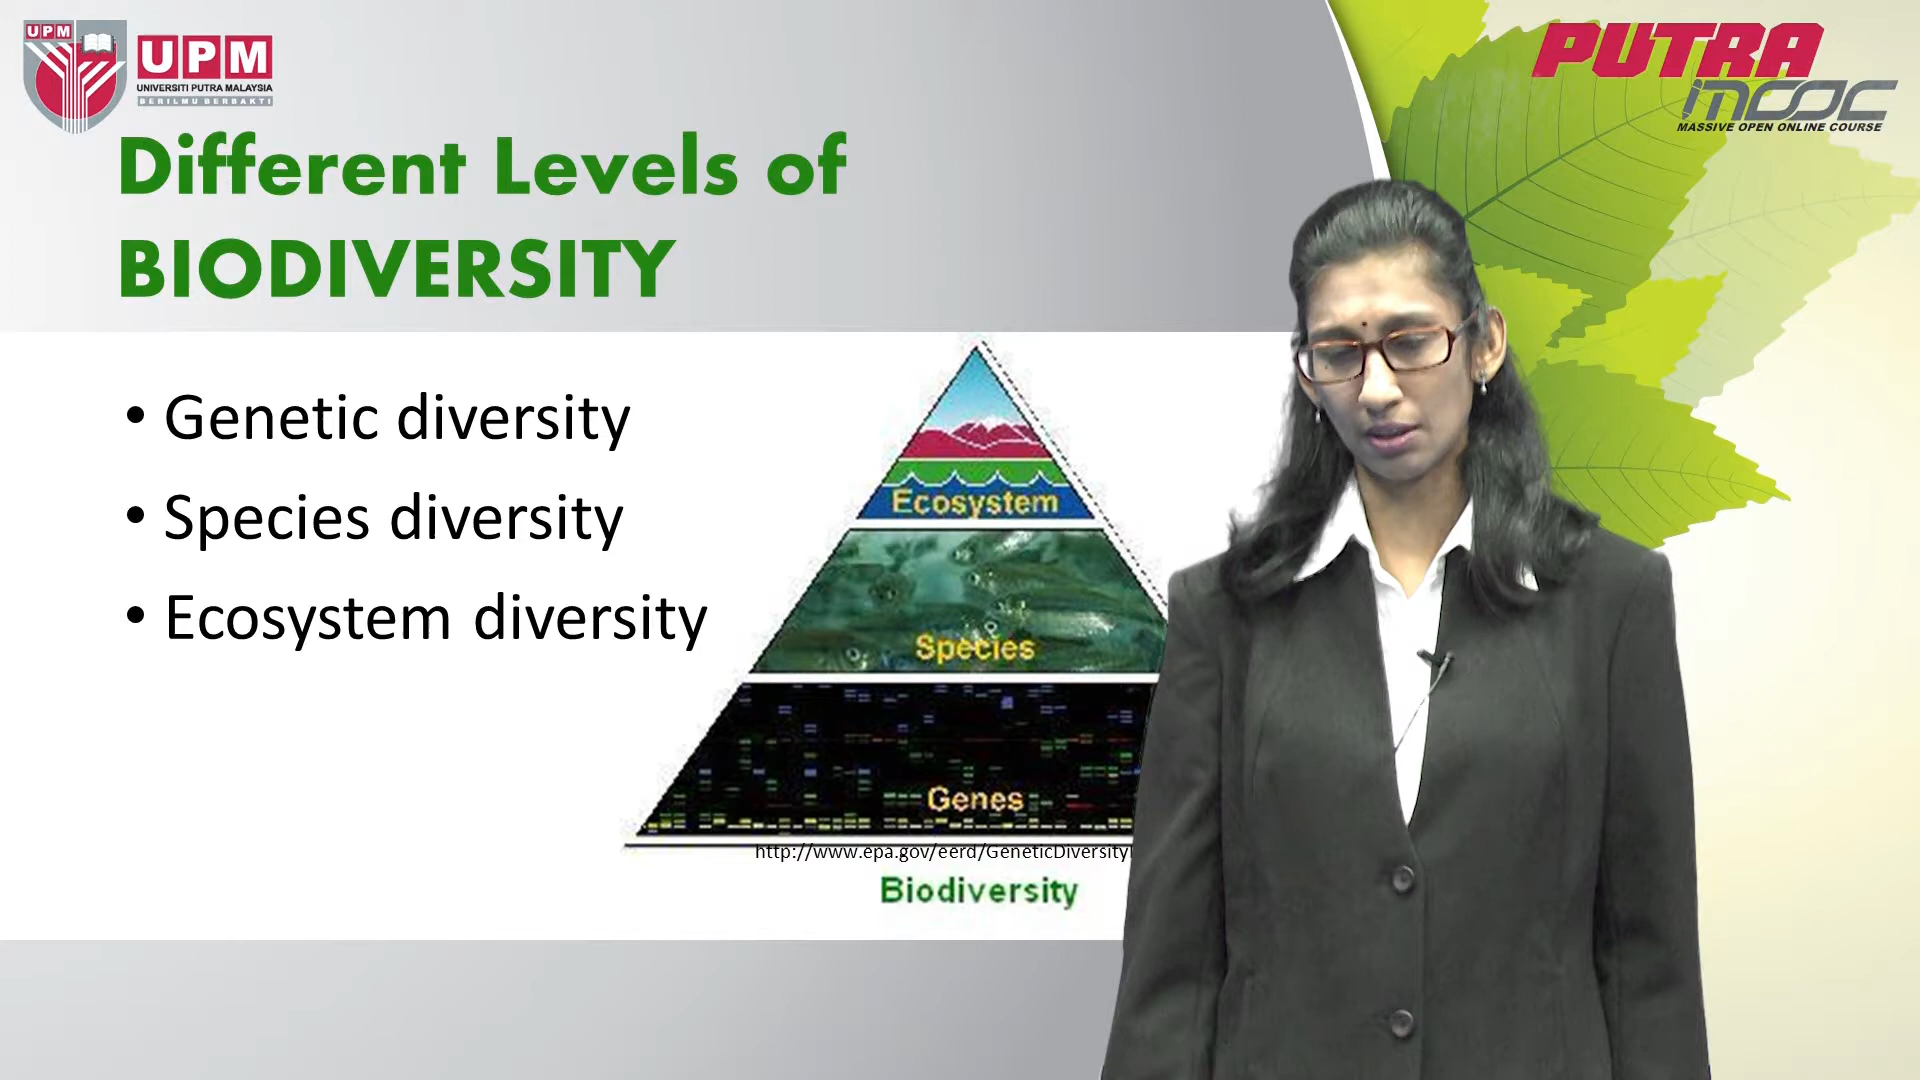 UPM
UPM
UNIVERSITI PUTRA MALAYSIA
BERILMU BERBAKTI
PUTRA
mooc
MASSIVE OPEN ONLINE COURSE
Different Levels of
BIODIVERSITY
• Genetic diversity
• Species diversity
• Ecosystem diversity
Ecosystem
Species
Genes
http://www.epa.gov/eerd/GeneticDiversity
Biodiversity